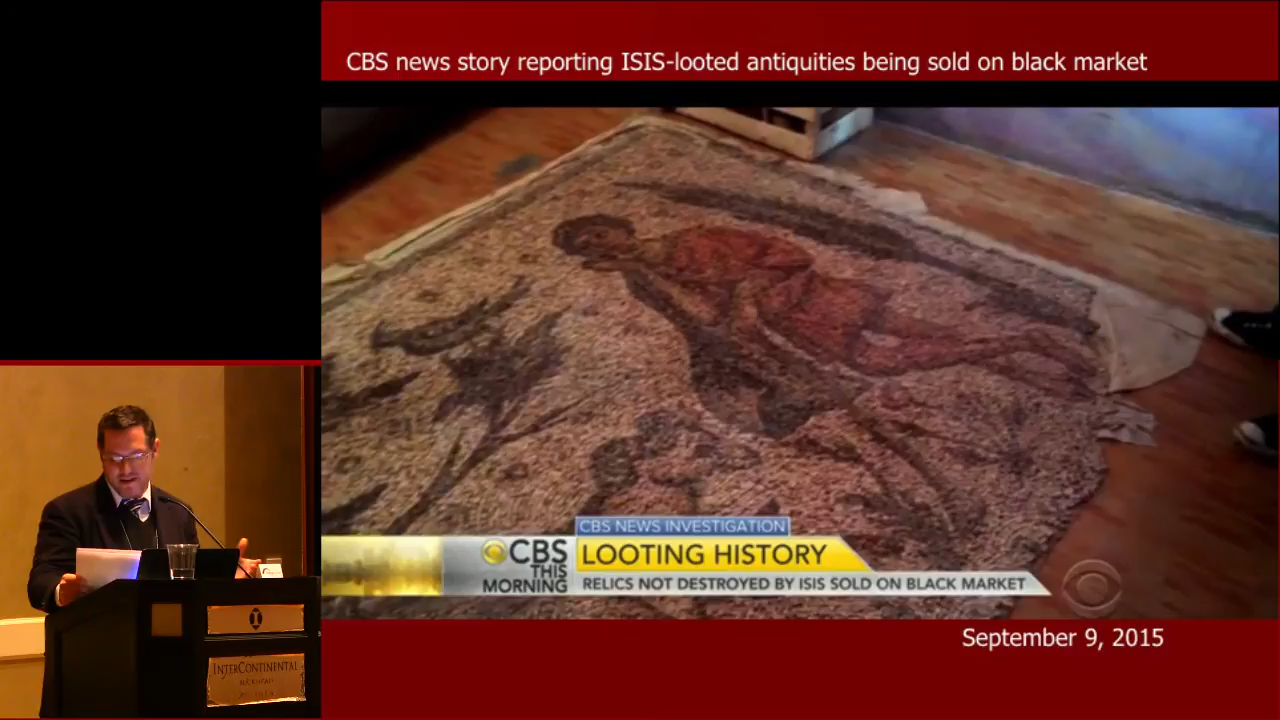 CBS news story reporting ISIS-looted antiquities being sold on black market
CBS NEWS INVESTIGATION
CBS
THIS
MORNING
LOOTING HISTORY
RELICS NOT DESTROYED BY ISIS SOLD ON BLACK MARKET
September 9, 2015
I
INTERCONTINENTAL
BUCKHEAD